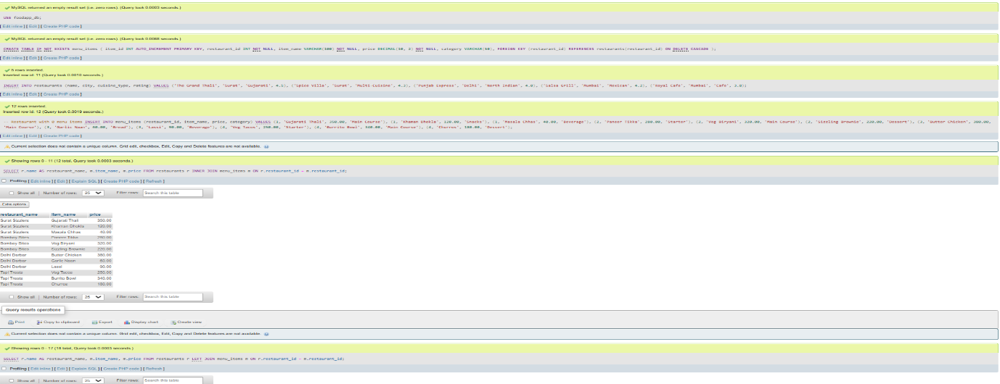 MySQL returned an empty result set (i.e. zero rows). (Query took 0.0003 seconds.)
USE foodapp_db;
[ Edit inline ] [ Edit ] [ Create PHP code ]
MySQL returned an empty result set (i.e. zero rows). (Query took 0.0088 seconds.)
CREATE TABLE IF NOT EXISTS menu_items ( item_id INT AUTO_INCREMENT PRIMARY KEY, restaurant_id INT NOT NULL, item_name VARCHAR(100) NOT NULL, price DECIMAL(10, 2) NOT NULL, category VARCHAR(50), FOREIGN KEY (restaurant_id) REFERENCES restaurants(restaurant_id) ON DELETE CASCADE );
[ Edit inline ] [ Edit ] [ Create PHP code ]
5 rows inserted.
Inserted row id: 11 (Query took 0.0010 seconds.)
INSERT INTO restaurants (name, city, cuisine_type, rating) VALUES ('The Grand Thali', 'Surat', 'Gujarati', 4.5), ('Spice Villa', 'Surat', 'Multi-Cuisine', 4.3), ('Punjab Express', 'Delhi', 'North Indian', 4.0), ('Salsa Grill', 'Mumbai', 'Mexican', 4.2), ('Royal Cafe', 'Mumbai', 'Cafe', 3.8);
[ Edit inline ] [ Edit ] [ Create PHP code ]
12 rows inserted.
Inserted row id: 12 (Query took 0.0019 seconds.)
-- Restaurant with 0 menu items INSERT INTO menu_items (restaurant_id, item_name, price, category) VALUES (1, 'Gujarati Thali', 350.00, 'Main Course'), (1, 'Khaman Dhokla', 120.00, 'Snacks'), (1, 'Masala Chhas', 40.00, 'Beverage'), (2, 'Paneer Tikka', 280.00, 'Starter'), (2, 'Veg Biryani', 320.00, 'Main Course'), (2, 'Sizzling Brownie', 220.00, 'Dessert'), (3, 'Butter Chicken', 380.00,
'Main Course'), (3, 'Garlic Naan', 60.00, 'Bread'), (3, 'Lassi', 90.00, 'Beverage'), (4, 'Veg Tacos', 250.00, 'Starter'), (4, 'Burrito Bowl', 340.00, 'Main Course'), (4, 'Churros', 180.00, 'Dessert');
[ Edit inline ] [ Edit ] [ Create PHP code ]
Current selection does not contain a unique column. Grid edit, checkbox, Edit, Copy and Delete features are not available.
Showing rows 0 - 11 (12 total, Query took 0.0003 seconds.)
SELECT r.name AS restaurant_name, m.item_name, m.price FROM restaurants r INNER JOIN menu_items m ON r.restaurant_id = m.restaurant_id;
Profiling [ Edit inline ] [ Edit ] [ Explain SQL ] [ Create PHP code ] [ Refresh ]
Show all | Number of rows: 25 Filter rows: Search this table
Extra options
restaurant_name item_name price
Surat Sizzlers Gujarati Thali 350.00
Surat Sizzlers Khaman Dhokla 120.00
Surat Sizzlers Masala Chhas 40.00
Bombay Bites Paneer Tikka 280.00
Bombay Bites Veg Biryani 320.00
Bombay Bites Sizzling Brownie 220.00
Delhi Darbar Butter Chicken 380.00
Delhi Darbar Garlic Naan 60.00
Delhi Darbar Lassi 90.00
Tapi Treats Veg Tacos 250.00
Tapi Treats Burrito Bowl 340.00
Tapi Treats Churros 180.00
Show all | Number of rows: 25 Filter rows: Search this table
Query results operations
Print Copy to clipboard Export Display chart Create view
Current selection does not contain a unique column. Grid edit, checkbox, Edit, Copy and Delete features are not available.
Showing rows 0 - 17 (18 total, Query took 0.0003 seconds.)
SELECT r.name AS restaurant_name, m.item_name, m.price FROM restaurants r LEFT JOIN menu_items m ON r.restaurant_id = m.restaurant_id;
Profiling [ Edit inline ] [ Edit ] [ Explain SQL ] [ Create PHP code ] [ Refresh ]
Show all | Number of rows: 25 Filter rows: Search this table